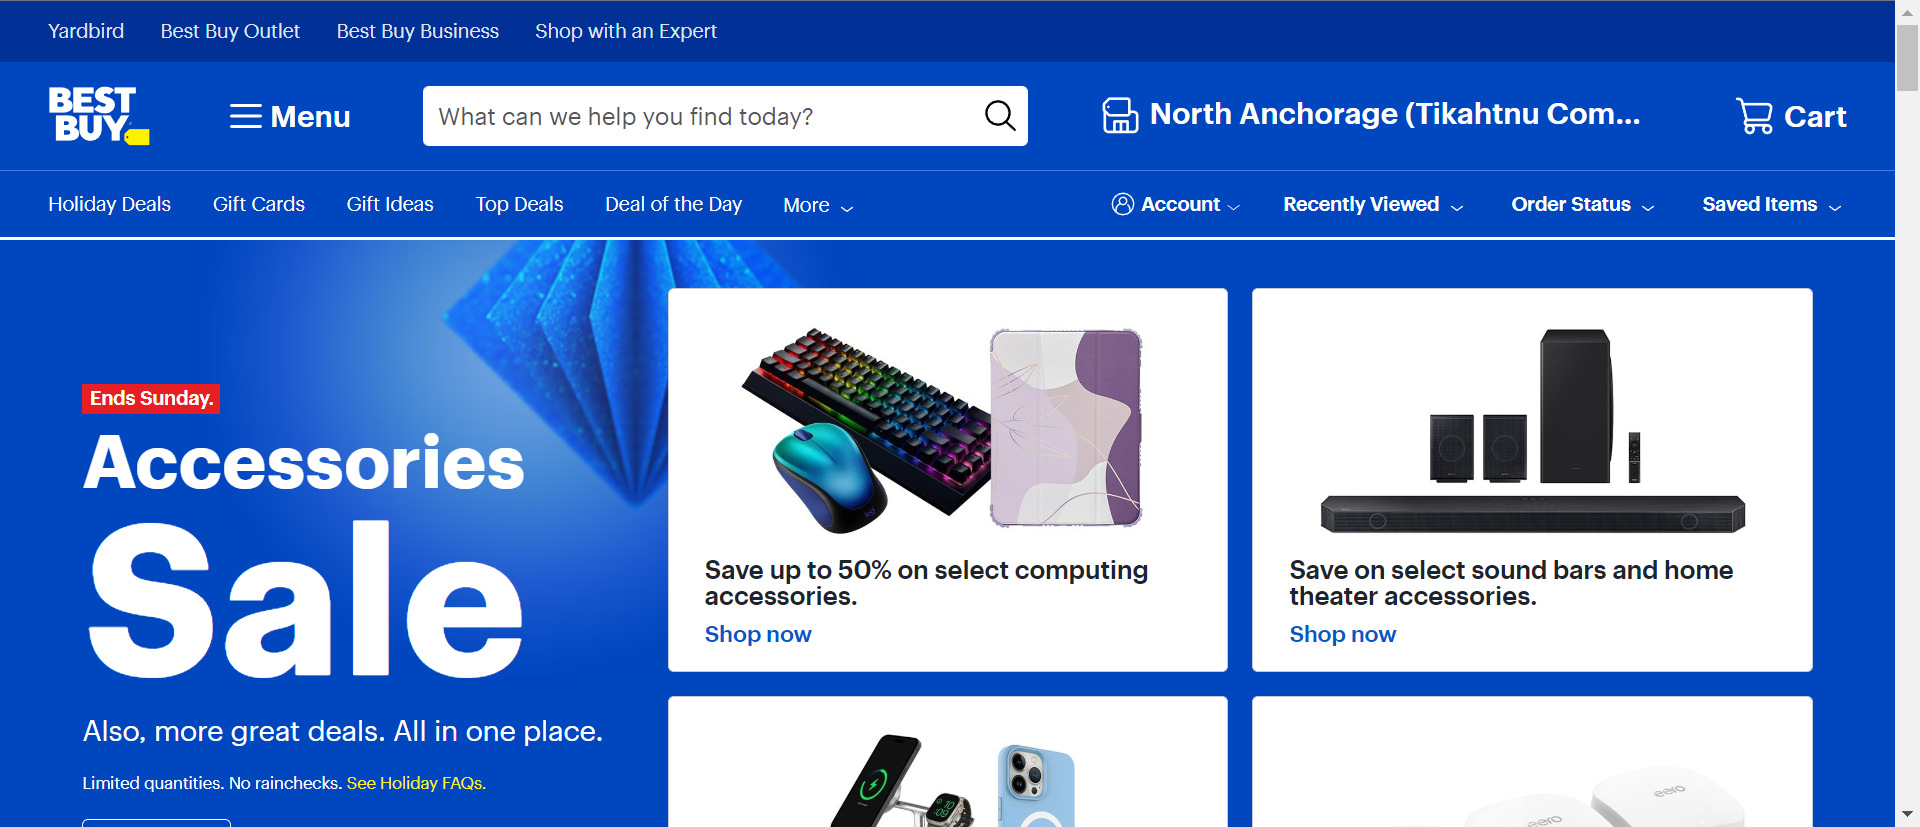 Yardbird Best Buy Outlet Best Buy Business Shop with an Expert
BEST
BUY
Menu
What can we help you find today?
North Anchorage (Tikahtnu Com...
Cart
Holiday Deals Gift Cards Gift Ideas Top Deals Deal of the Day More
Account Recently Viewed Order Status Saved Items
Ends Sunday.
Accessories
Sale
Also, more great deals. All in one place.
Limited quantities. No rainchecks. See Holiday FAQs.
Save up to 50% on select computing
accessories.
Shop now
Save on select sound bars and home
theater accessories.
Shop now
10
09
eero
eero